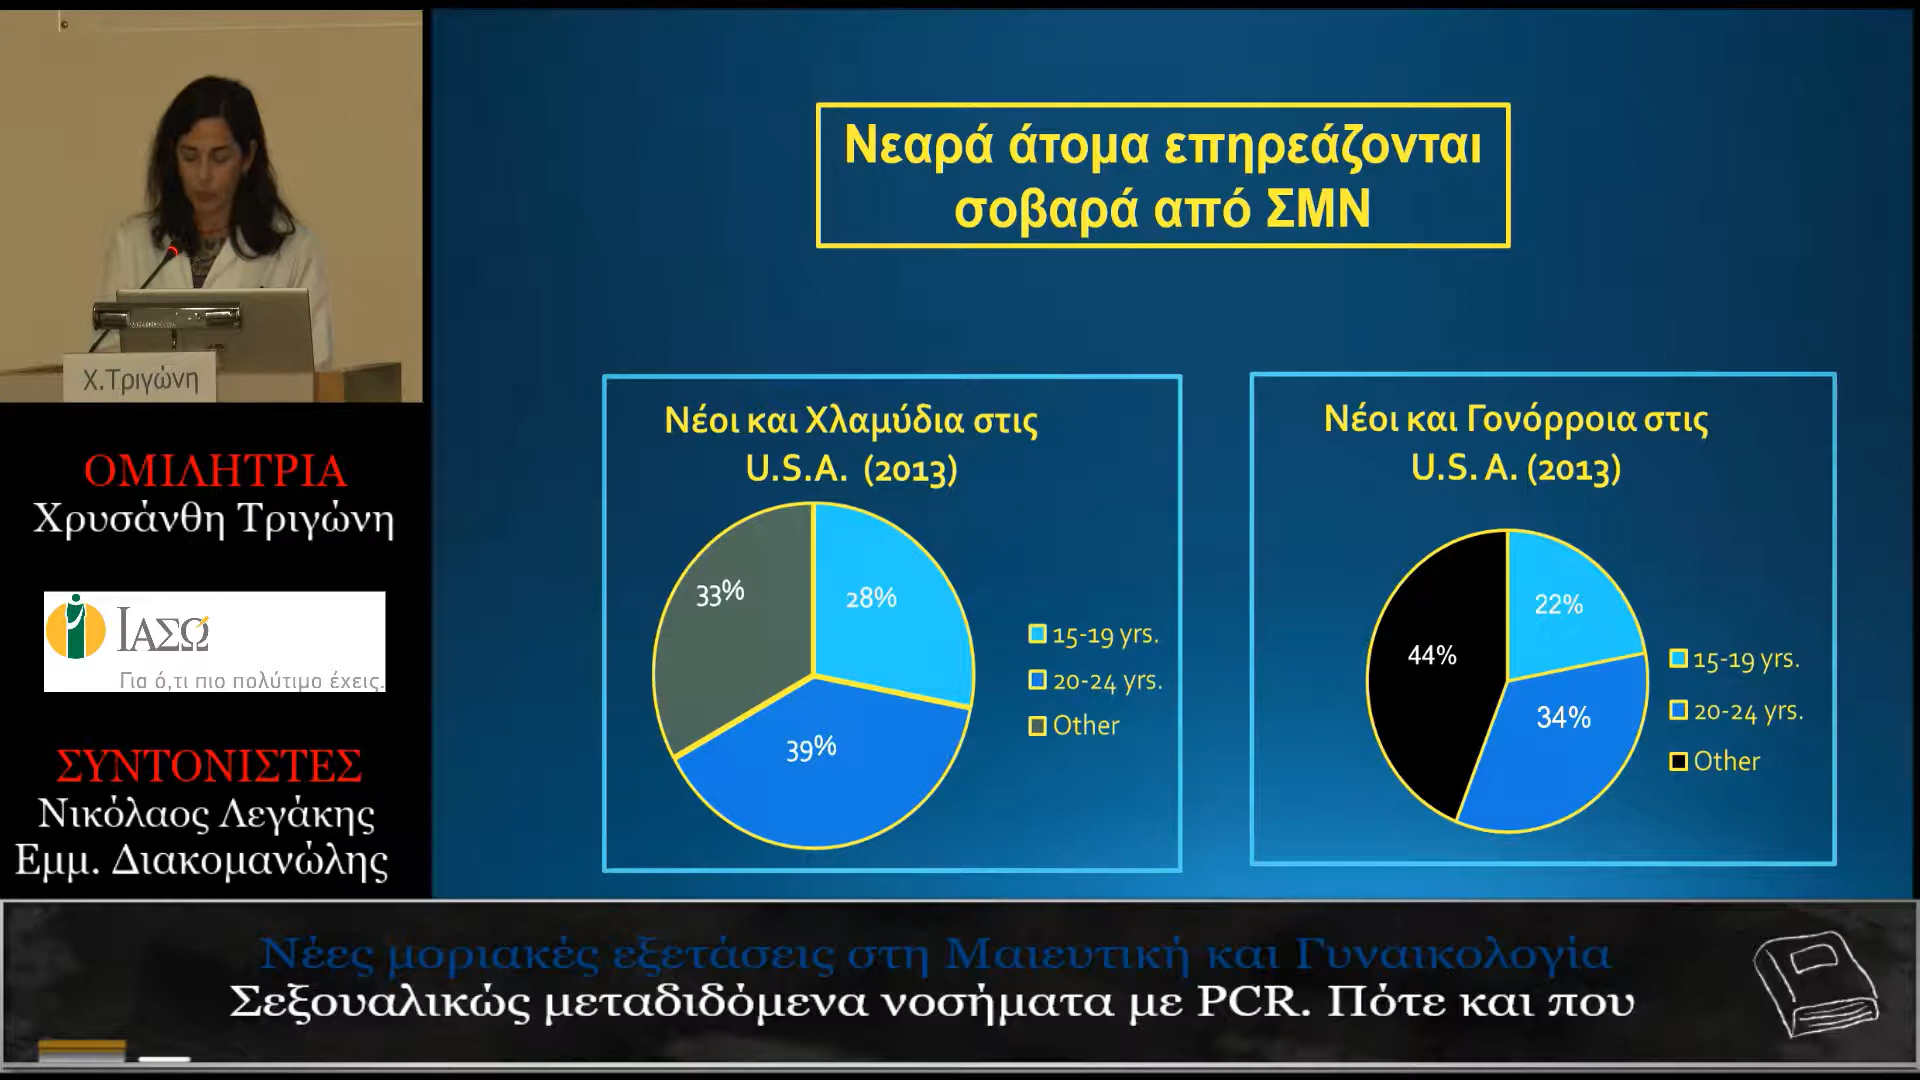 Χ.Τριγώνη
ΟΜΙΛΗΤΡΙΑ
Χρυσάνθη Τριγώνη
ΙΑΣΩ
Για ό,τι πιο πολύτιμο έχεις.
ΣΥΝΤΟΝΙΣΤΕΣ
Νικόλαος Λεγάκης
Εμμ. Διακομανώλης
Νεαρά άτομα επηρεάζονται
σοβαρά από ΣΜΝ
Νέοι και Χλαμύδια στις
U.S.A. (2013)
33%
28%
39%
15-19 yrs.
20-24 yrs.
Other
Νέοι και Γονόρροια στις
U.S. A. (2013)
22%
44%
34%
15-19 yrs.
20-24 yrs.
Other
Νέες μοριακές εξετάσεις στη Μαιευτική και Γυναικολογία
Σεξουαλικώς μεταδιδόμενα νοσήματα με PCR. Πότε και που